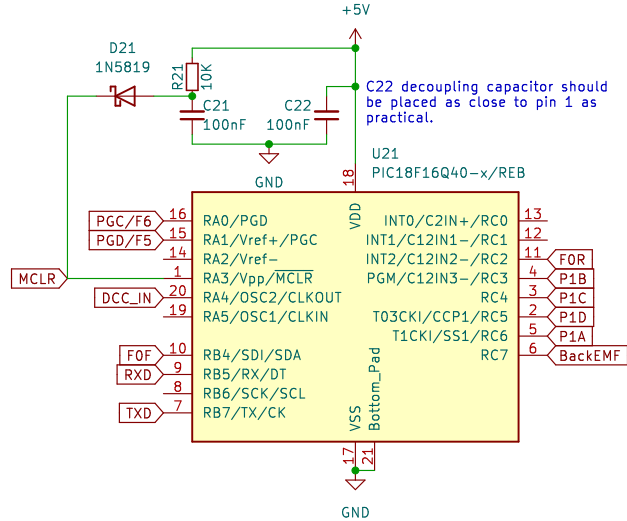 +5V
D21
1N5819
R21
10K
C21
100nF
C22
100nF
C22 decoupling capacitor should
be placed as close to pin 1 as
practical.
GND
U21
PIC18F16Q40-x/REB
18
VDD
PGC/F6 16 RA0/PGD
PGD/F5 15 RA1/Vref+/PGC
14 RA2/Vref-
MCLR 1 RA3/Vpp/MCLR
DCC_IN 20 RA4/OSC2/CLKOUT
19 RA5/OSC1/CLKIN
FOF 10 RB4/SDI/SDA
RXD 9 RB5/RX/DT
8 RB6/SCK/SCL
TXD 7 RB7/TX/CK
INT0/C2IN+/RC0 13
INT1/C12IN1-/RC1 12
INT2/C12IN2-/RC2 11 FOR
PGM/C12IN3-/RC3 4 P1B
RC4 3 P1C
T03CKI/CCP1/RC5 2 P1D
T1CKI/SS1/RC6 5 P1A
RC7 6 BackEMF
VSS
Bottom_Pad
17
21
GND